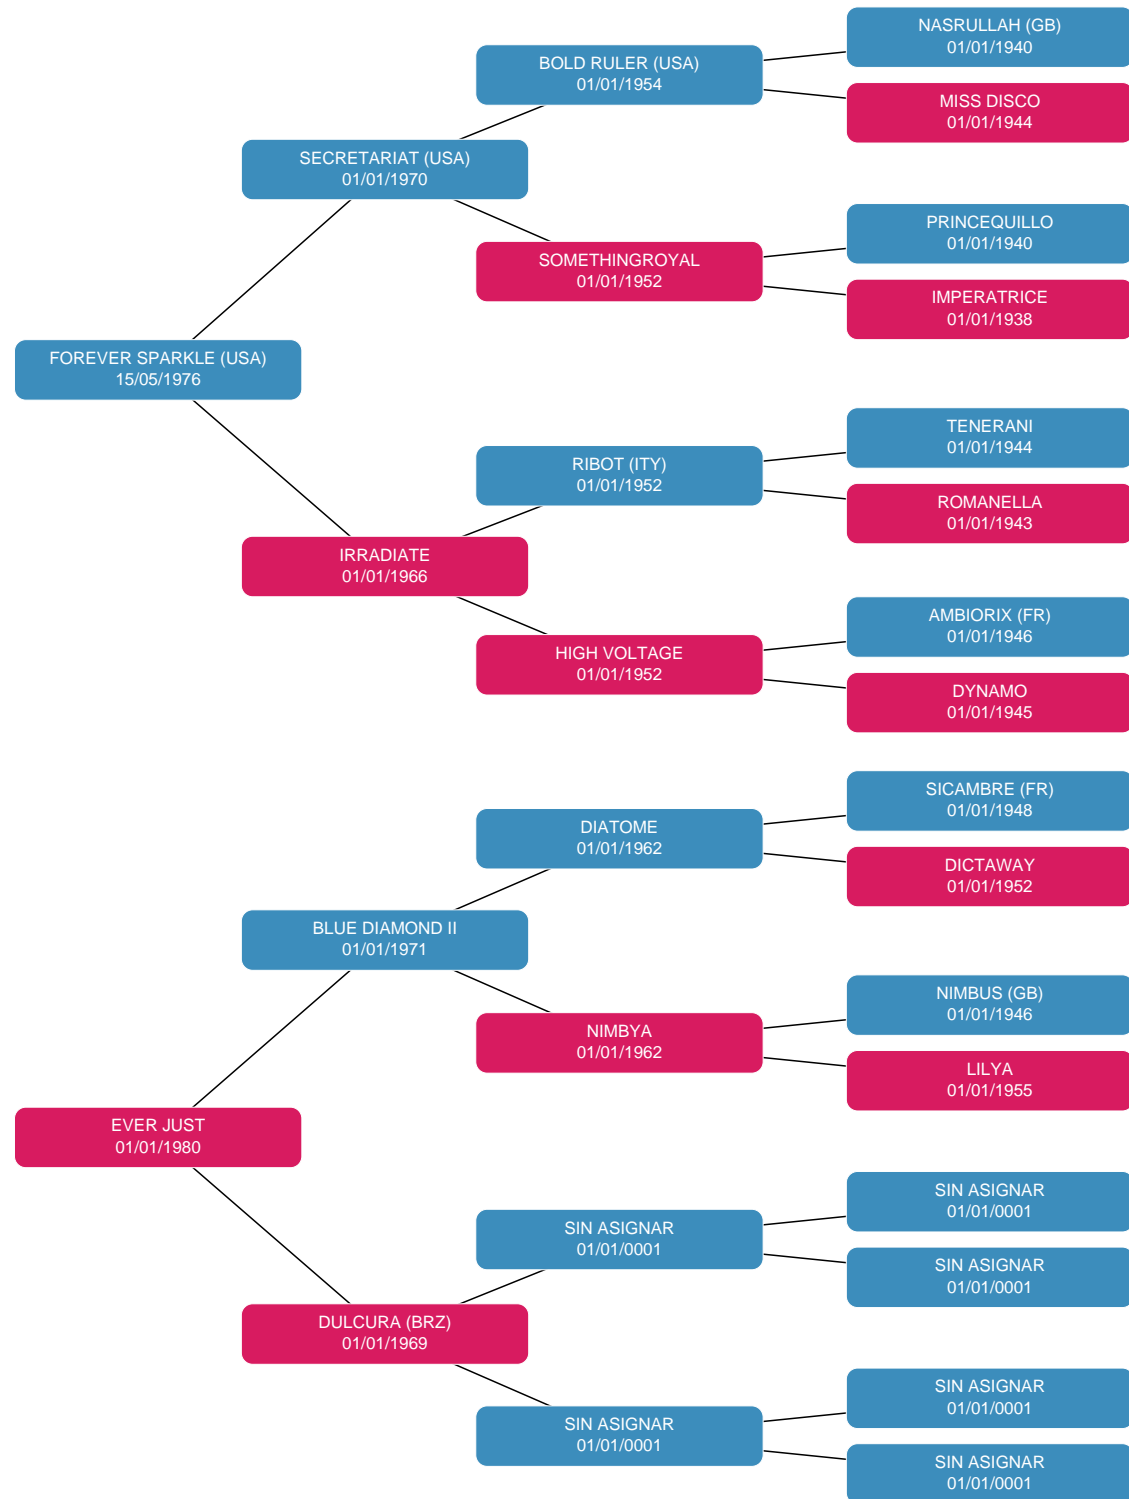 NASRULLAH (GB)
01/01/1940
BOLD RULER (USA)
01/01/1954
MISS DISCO
01/01/1944
SECRETARIAT (USA)
01/01/1970
PRINCEQUILLO
01/01/1940
SOMETHINGROYAL
01/01/1952
IMPERATRICE
01/01/1938
FOREVER SPARKLE (USA)
15/05/1976
TENERANI
01/01/1944
RIBOT (ITY)
01/01/1952
ROMANELLA
01/01/1943
IRRADIATE
01/01/1966
AMBIORIX (FR)
01/01/1946
HIGH VOLTAGE
01/01/1952
DYNAMO
01/01/1945
SICAMBRE (FR)
01/01/1948
DIATOME
01/01/1962
DICTAWAY
01/01/1952
BLUE DIAMOND II
01/01/1971
NIMBUS (GB)
01/01/1946
NIMBYA
01/01/1962
LILYA
01/01/1955
EVER JUST
01/01/1980
SIN ASIGNAR
01/01/0001
SIN ASIGNAR
01/01/0001
SIN ASIGNAR
01/01/0001
DULCURA (BRZ)
01/01/1969
SIN ASIGNAR
01/01/0001
SIN ASIGNAR
01/01/0001
SIN ASIGNAR
01/01/0001